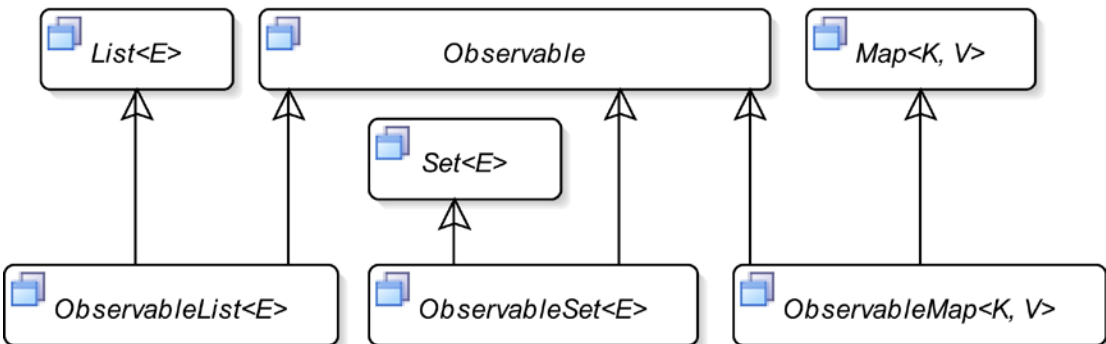 List<E>
Observable
Map<K, V>
Set<E>
ObservableList<E>
ObservableSet<E>
ObservableMap<K, V>